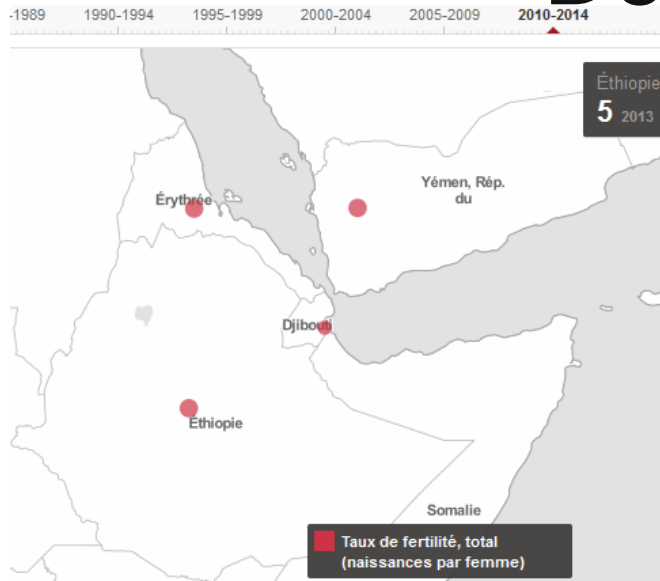 -1989 1990-1994 1995-1999 2000-2004 2005-2009 2010-2014
Éthiopie
5 2013
Yémen, Rép.
du
Érythrée
Djibouti
Éthiopie
Somalie
Taux de fertilité, total
(naissances par femme)